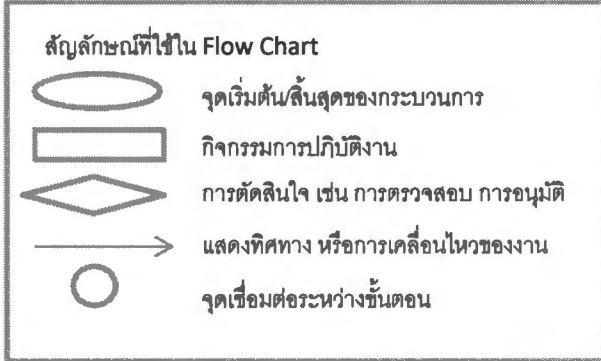 สัญลักษณ์ที่ใช้ใน Flow Chart
จุดเริ่มต้น/สิ้นสุดของกระบวนการ
กิจกรรมการปฏิบัติงาน
การตัดสินใจ เช่น การตรวจสอบ การอนุมัติ
แสดงทิศทาง หรือการเคลื่อนไหวของงาน
จุดเชื่อมต่อระหว่างขั้นตอน